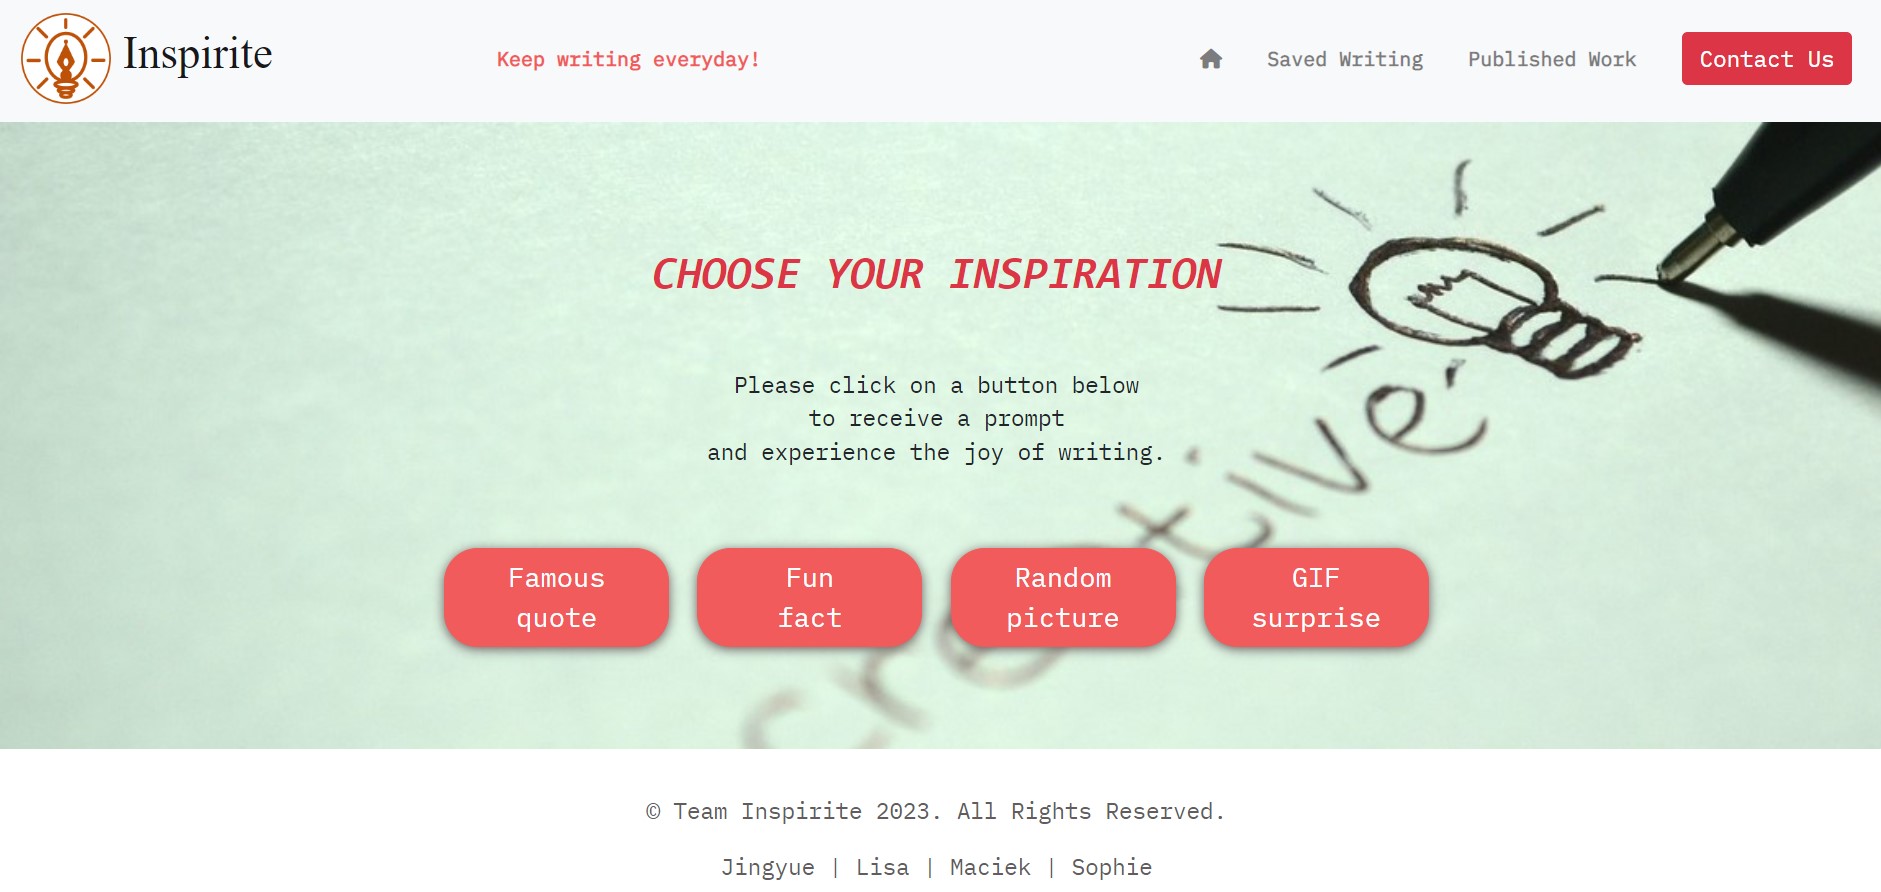 Inspirite
Keep writing everyday!
Saved Writing
Published Work
Contact Us
CHOOSE YOUR INSPIRATION
Please click on a button below
to receive a prompt
and experience the joy of writing.
Creative
Famous
quote
Fun
fact
Random
picture
GIF
surprise
© Team Inspirite 2023. All Rights Reserved.
Jingyue | Lisa | Maciek | Sophie